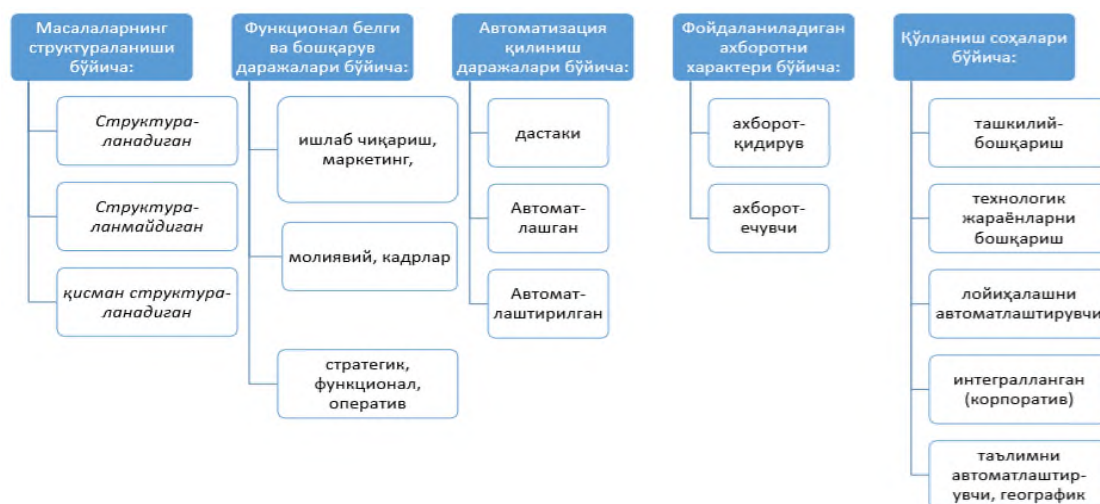 Масалаларнинг
структураланиши
бўйича:
Структура-
ланадиган
Структура-
ланмайдиган
қисман структура-
ланадиган
Функционал белги
ва бошқарув
даражалари бўйича:
ишлаб чиқариш,
маркетинг,
молиявий, кадрлар
стратегик,
функционал,
оператив
Автоматизация
қилиниш
даражалари бўйича:
дастаки
Автомат-
лашган
Автомат-
лаштирилган
Фойдаланиладиган
ахборотни
характери бўйича:
ахборот-
қидирув
ахборот-
ечувчи
Қўлланиш соҳалари
бўйича:
ташкилий-
бошқариш
технологик
жараёнларни
бошқариш
лойиҳалашни
автоматлаштирувчи
интегралланган
(корпоратив)
таълимни
автоматлаштир-
увчи, географик